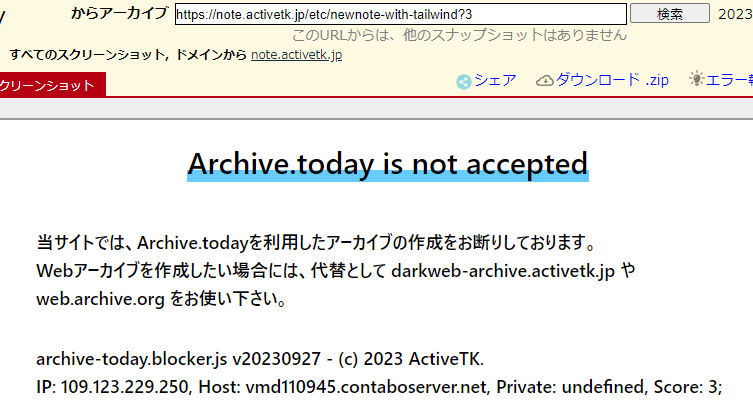 からアーカイブ https://note.activetk.jp/etc/newnote-with-tailwind?3 検索 2023
このURLからは、他のスナップショットはありません
すべてのスクリーンショット, ドメインから note.activetk.jp
クリーンショット シェア ダウンロード .zip エラー報
Archive.today is not accepted
当サイトでは、Archive.todayを利用したアーカイブの作成をお断りしております。
Webアーカイブを作成したい場合には、代替として darkweb-archive.activetk.jp や
web.archive.org をお使い下さい。
archive-today.blocker.js v20230927 - (c) 2023 ActiveTK.
IP: 109.123.229.250, Host: vmd110945.contaboserver.net, Private: undefined, Score: 3;